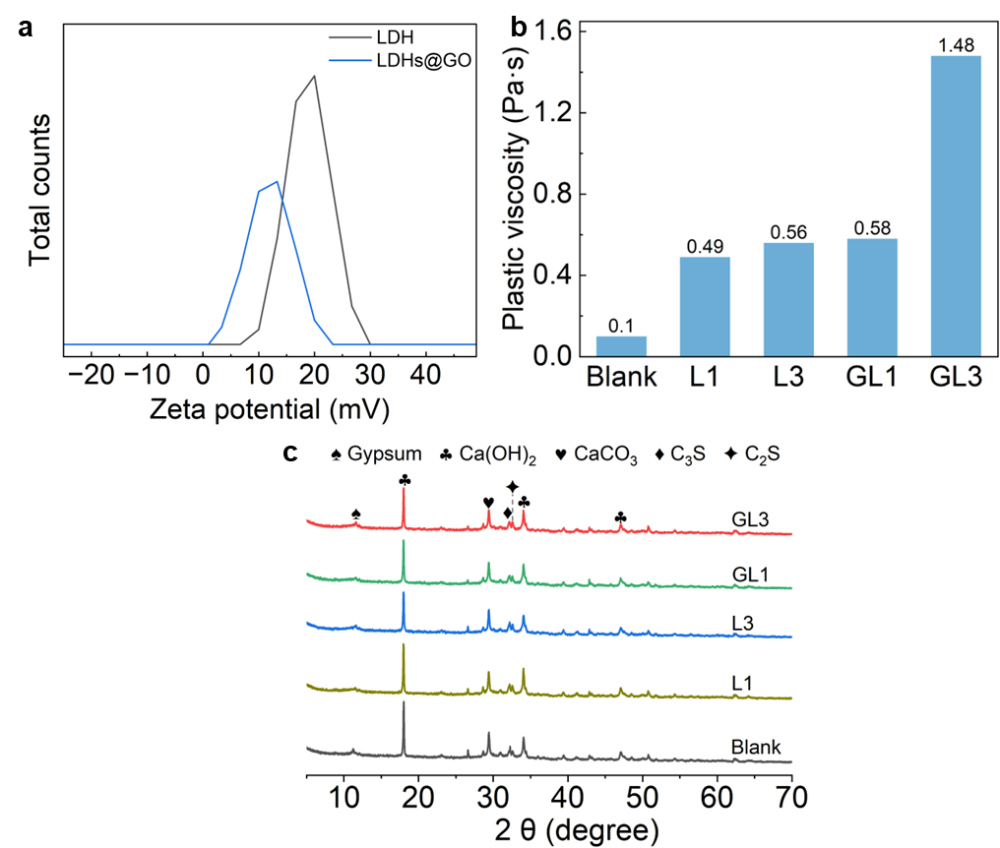 a
LDH
LDHs@GO
Total counts
−20 −10 0 10 20 30 40
Zeta potential (mV)
b
Plastic viscosity (Pa·s)
1.6
1.2
0.8
0.4
0.0
0.1
0.49
0.56
0.58
1.48
Blank L1 L3 GL1 GL3
c
♠ Gypsum ♣ Ca(OH)₂ ♥ CaCO₃ ♦ C₃S ✦ C₂S
GL3
GL1
L3
L1
Blank
10 20 30 40 50 60 70
2 θ (degree)